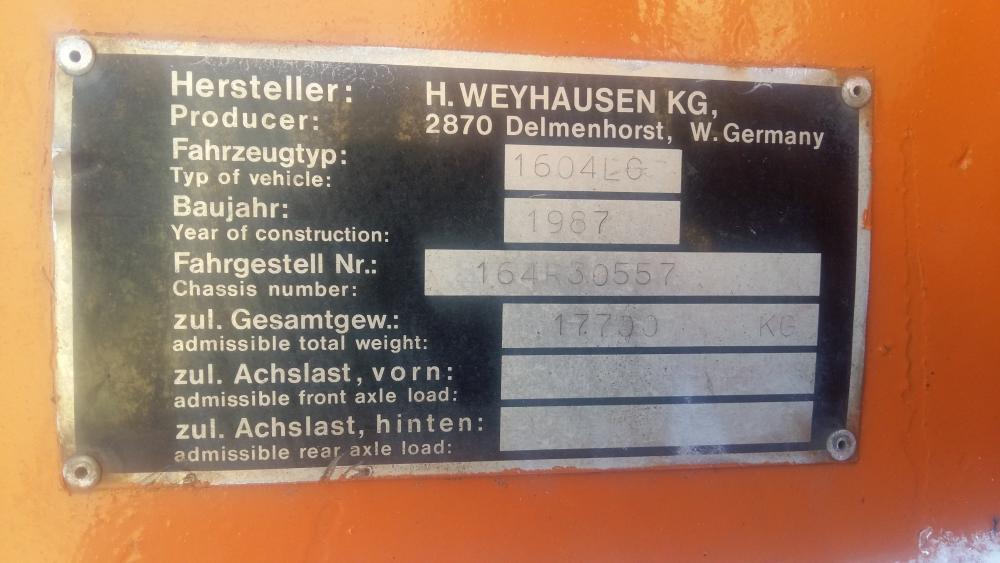 Hersteller: H. WEYHAUSEN KG,
Producer: 2870 Delmenhorst, W. Germany
Fahrzeugtyp: 1604LG
Typ of vehicle:
Baujahr: 1987
Year of construction:
Fahrgestell Nr.:
Chassis number:
zul. Gesamtgew.: 17700 KG
admissible total weight:
zul. Achslast, vorn:
admissible front axle load:
zul. Achslast, hinten:
admissible rear axle load: